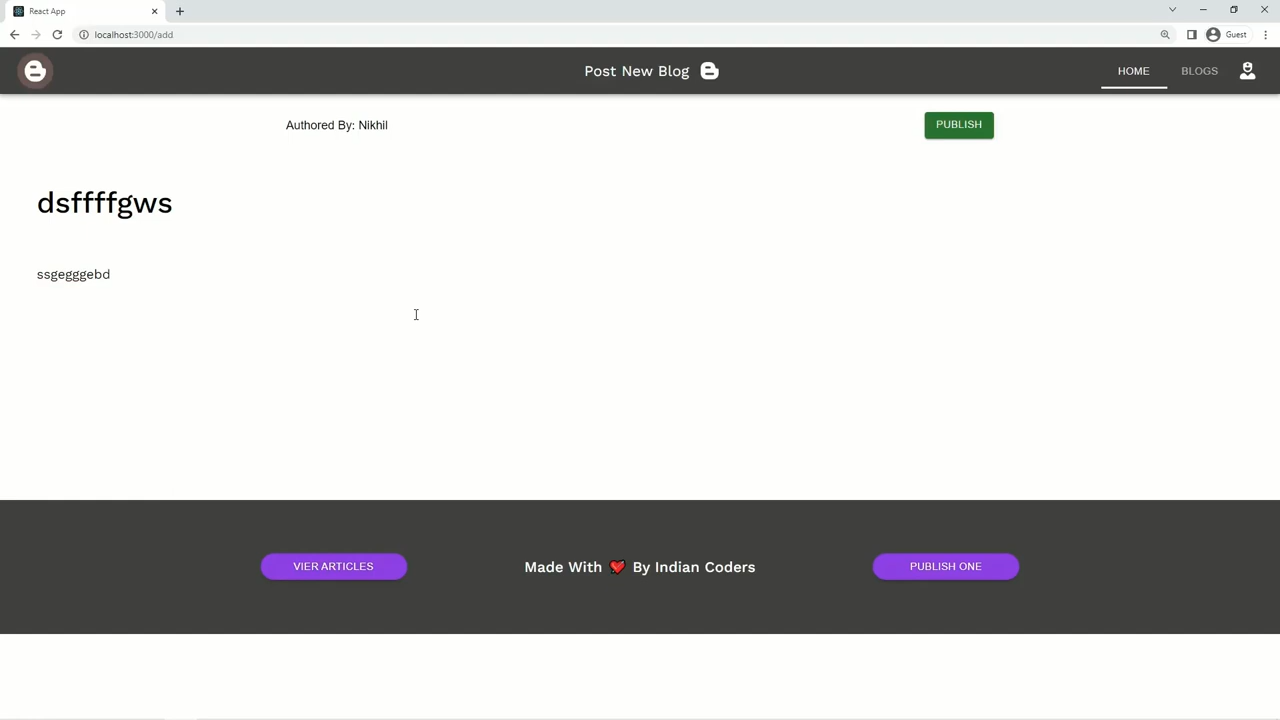 React App
localhost:3000/add
Guest
Post New Blog
HOME
BLOGS
Authored By: Nikhil
PUBLISH
dsffffgws
ssgegggebd
VIER ARTICLES
Made With ❤️ By Indian Coders
PUBLISH ONE